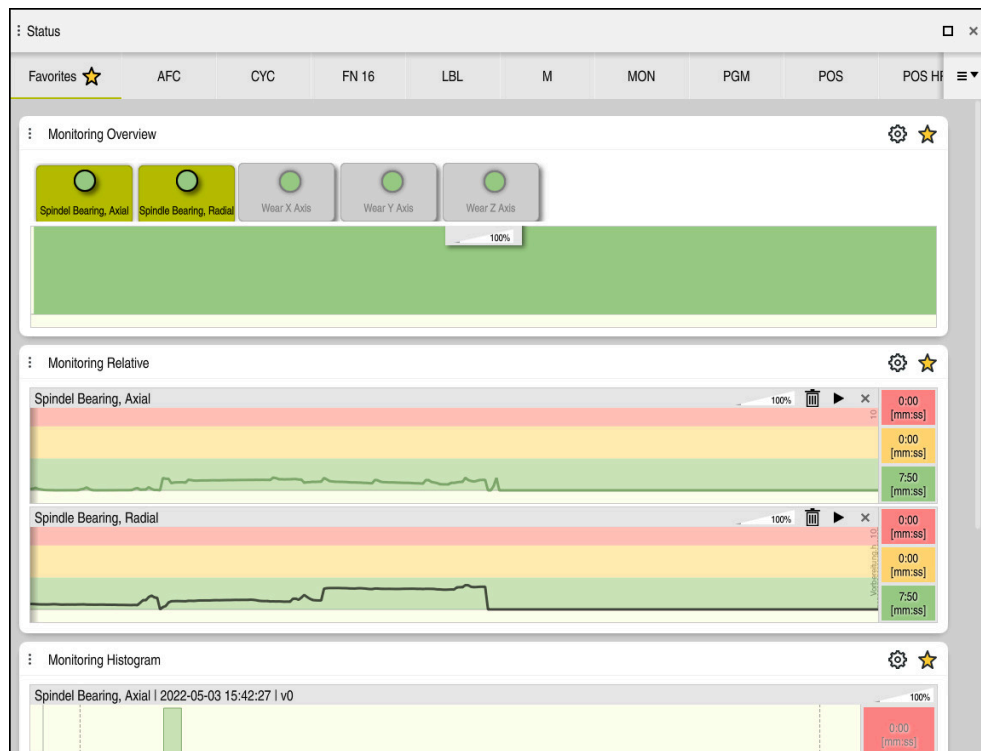 Status
Favorites AFC CYC FN 16 LBL M MON PGM POS POS HF
Monitoring Overview
Spindel Bearing, Axial Spindle Bearing, Radial Wear X Axis Wear Y Axis Wear Z Axis
100%
Monitoring Relative
Spindel Bearing, Axial 100%
10
0:00
[mm:ss]
0:00
[mm:ss]
7:50
[mm:ss]
Spindle Bearing, Radial 100%
Vorbereitung.h 10
0:00
[mm:ss]
0:00
[mm:ss]
7:50
[mm:ss]
Monitoring Histogram
Spindel Bearing, Axial | 2022-05-03 15:42:27 | v0 100%
0:00
[mm:ss]